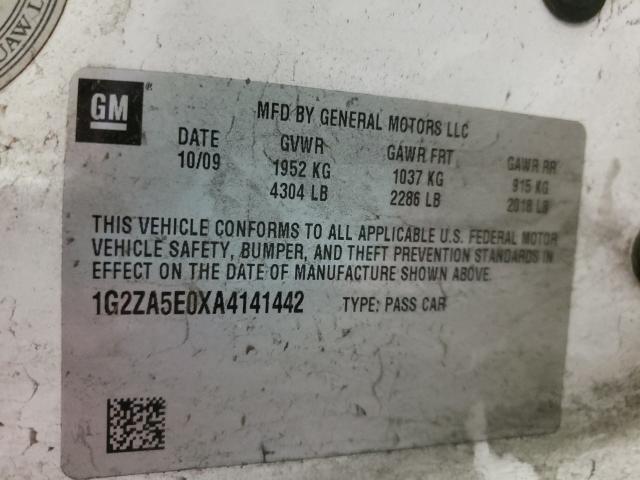 UAW
GM
MFD BY GENERAL MOTORS LLC
DATE GVWR GAWR FRT GAWR RR
10/09 1952 KG 1037 KG 915 KG
4304 LB 2286 LB 2018 LB
THIS VEHICLE CONFORMS TO ALL APPLICABLE U.S. FEDERAL MOTOR
VEHICLE SAFETY, BUMPER, AND THEFT PREVENTION STANDARDS IN
EFFECT ON THE DATE OF MANUFACTURE SHOWN ABOVE.
1G2ZA5E0XA4141442 TYPE: PASS CAR